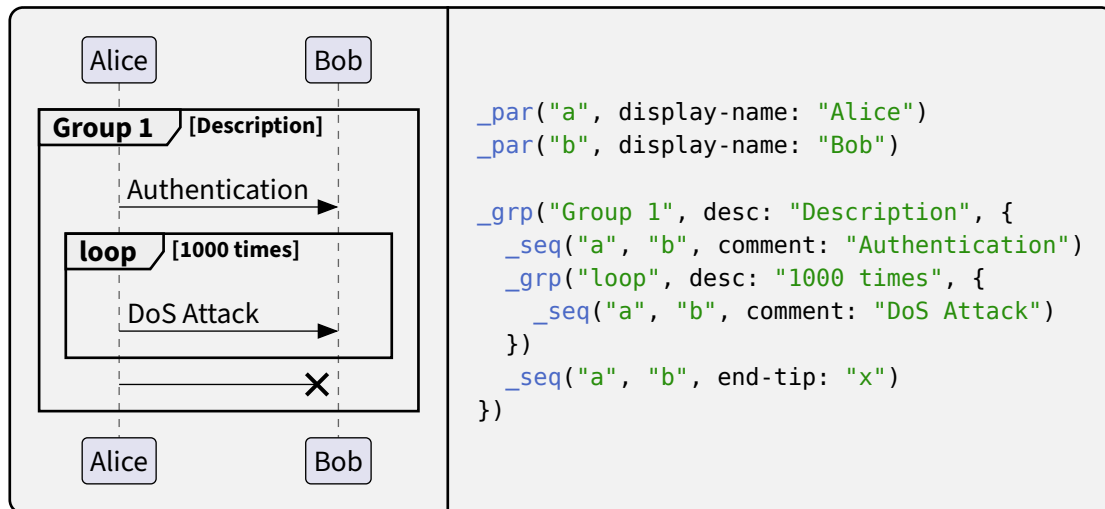 Alice Bob
Group 1 [Description]
Authentication
loop [1000 times]
DoS Attack
Alice Bob
_par("a", display-name: "Alice")
_par("b", display-name: "Bob")
_grp("Group 1", desc: "Description", {
  _seq("a", "b", comment: "Authentication")
  _grp("loop", desc: "1000 times", {
    _seq("a", "b", comment: "DoS Attack")
  })
  _seq("a", "b", end-tip: "x")
})